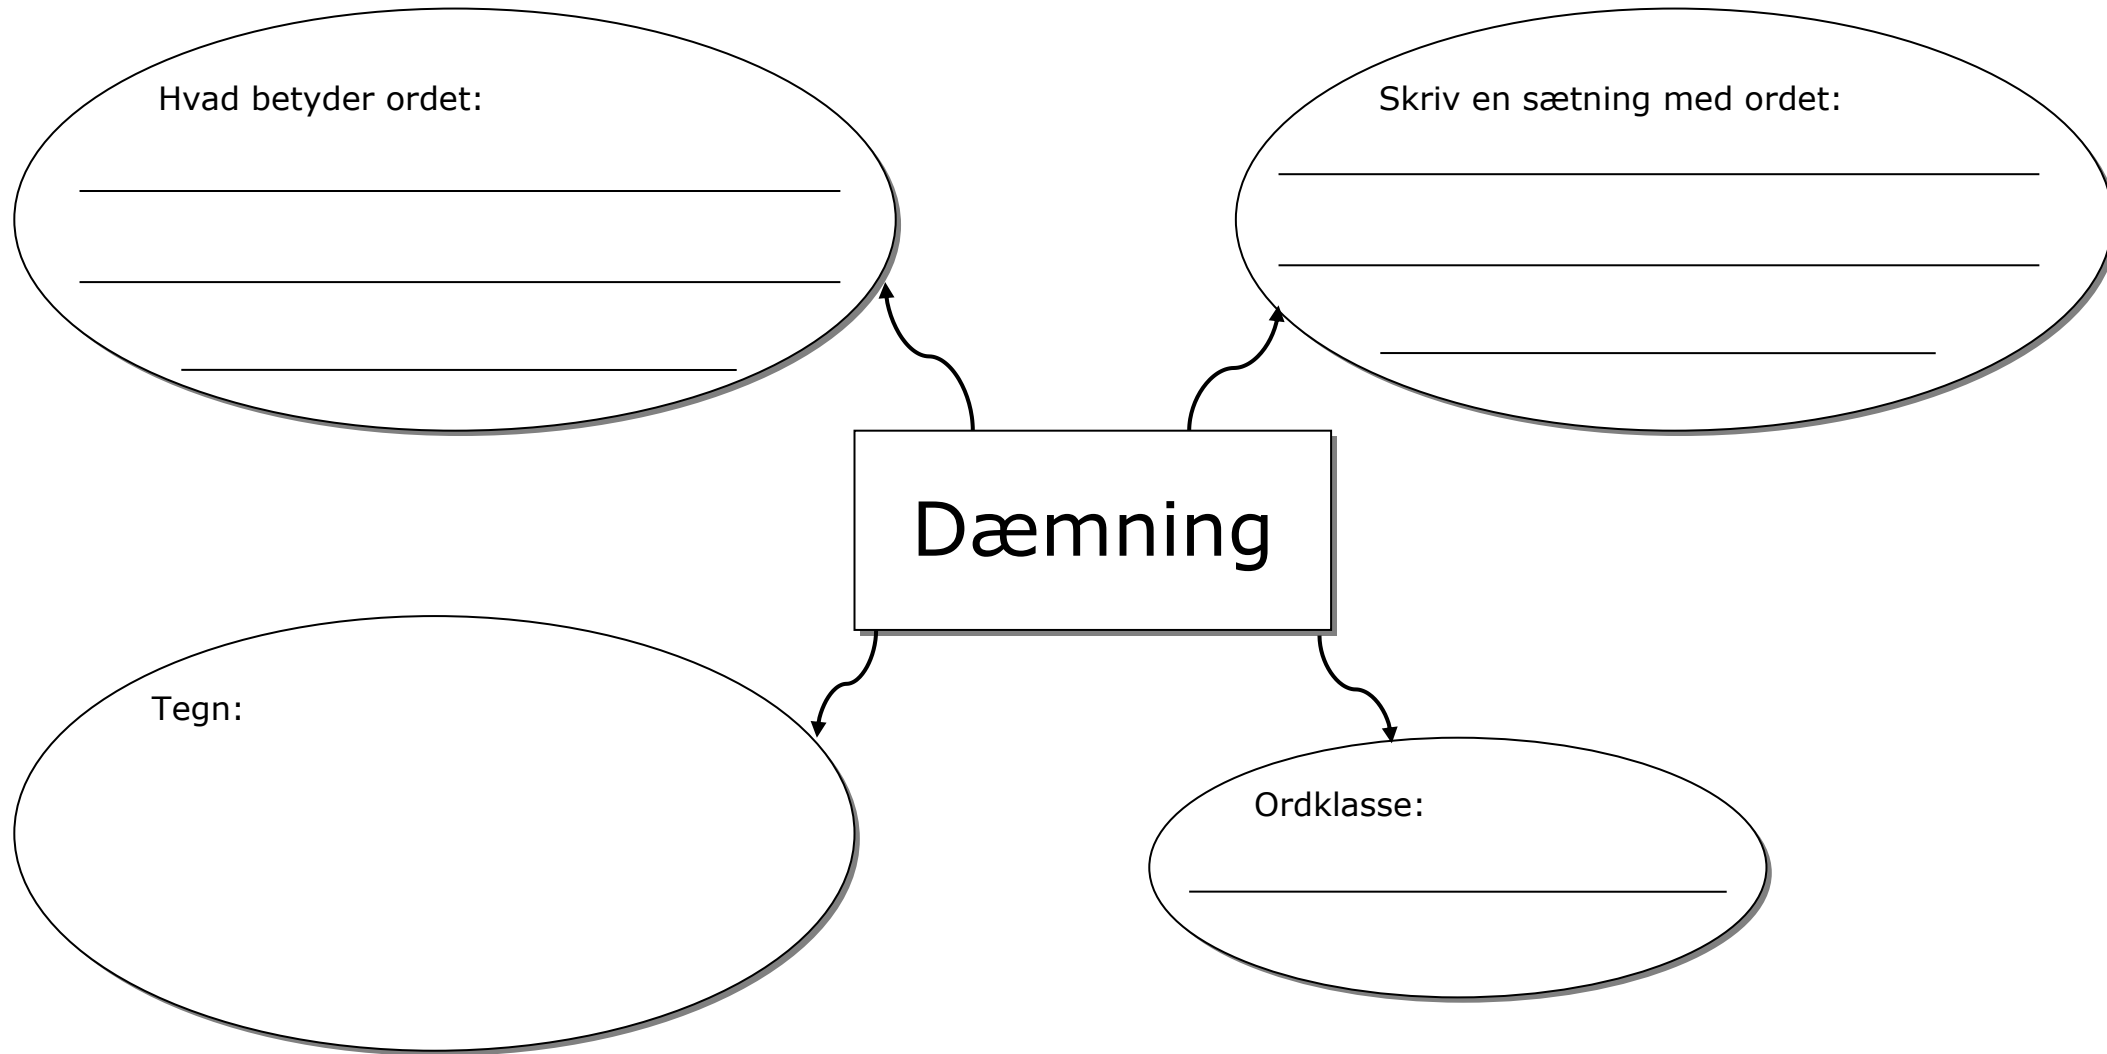 Hvad betyder ordet:
Skriv en sætning med ordet:
Dæmning
Tegn:
Ordklasse: